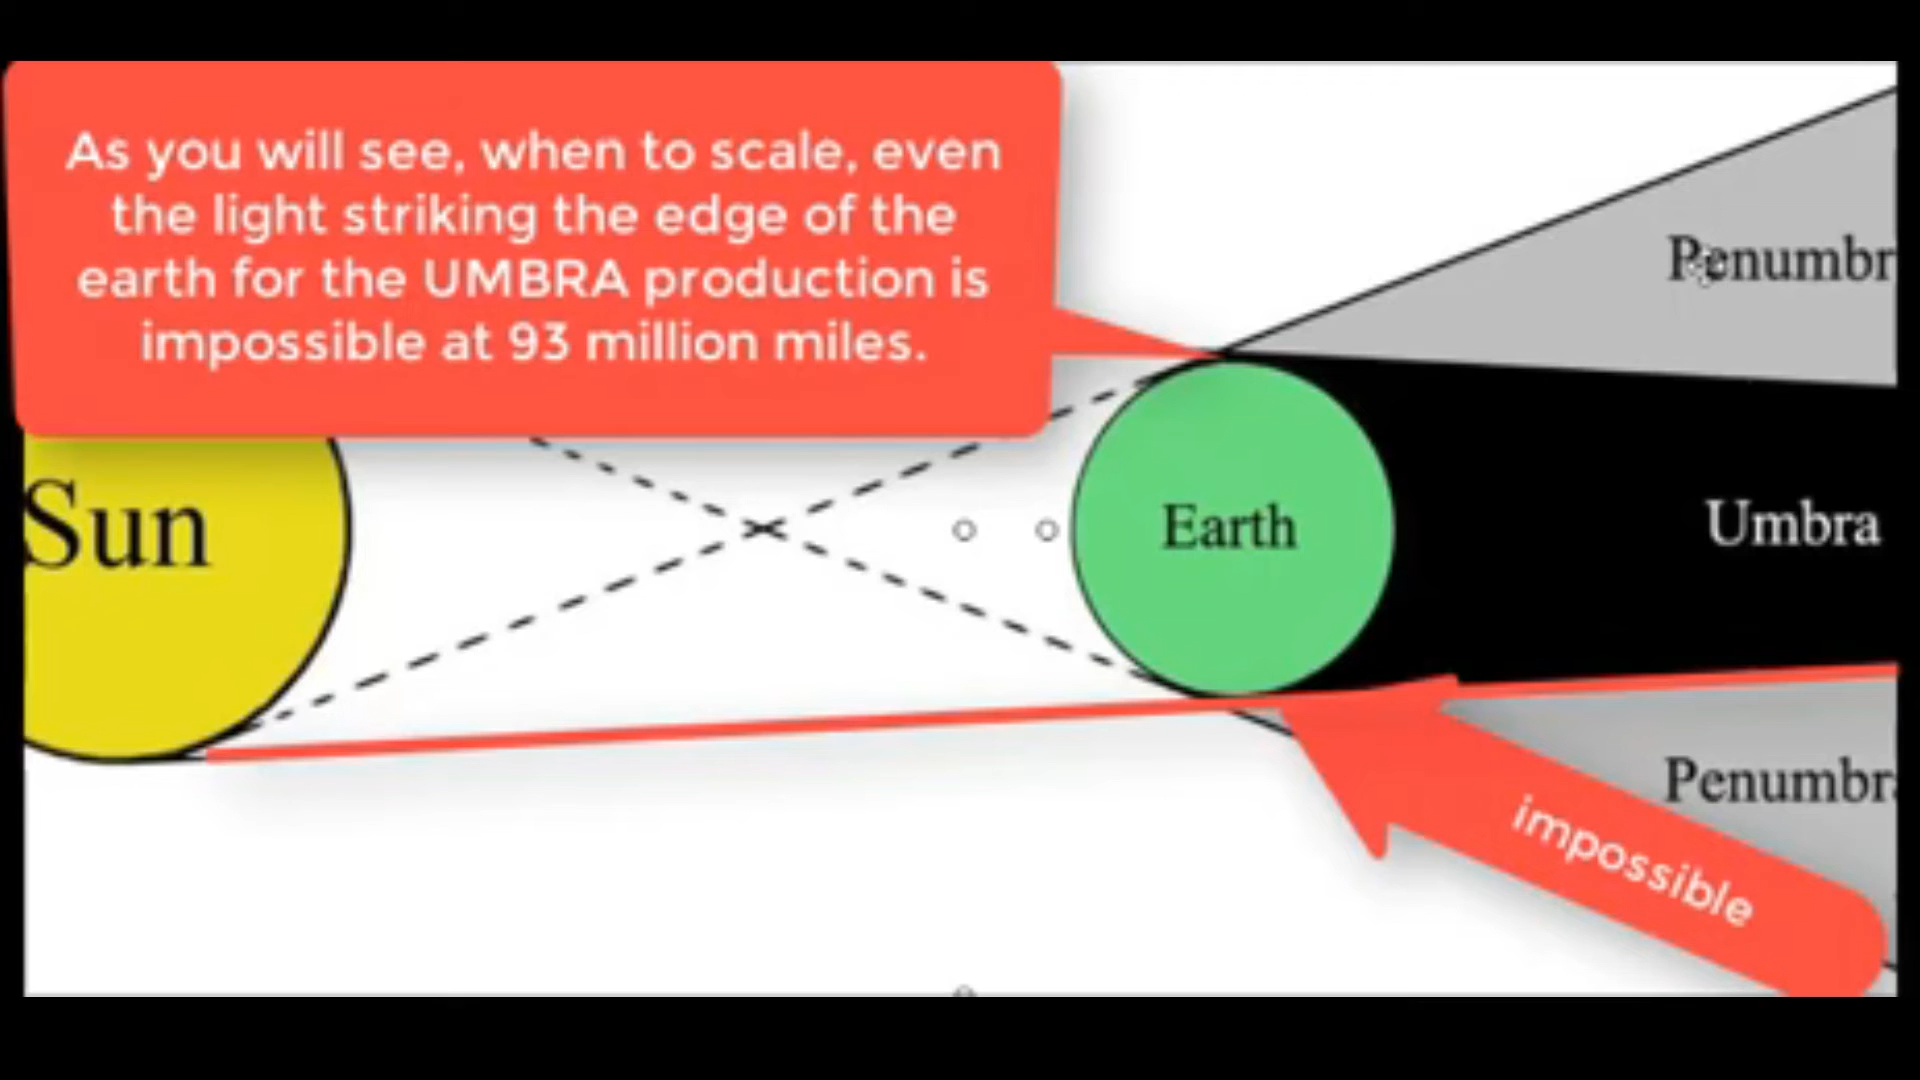 As you will see, when to scale, even
the light striking the edge of the
earth for the UMBRA production is
impossible at 93 million miles.
Penumbr
Sun
Earth
Umbra
Penumbra
impossible